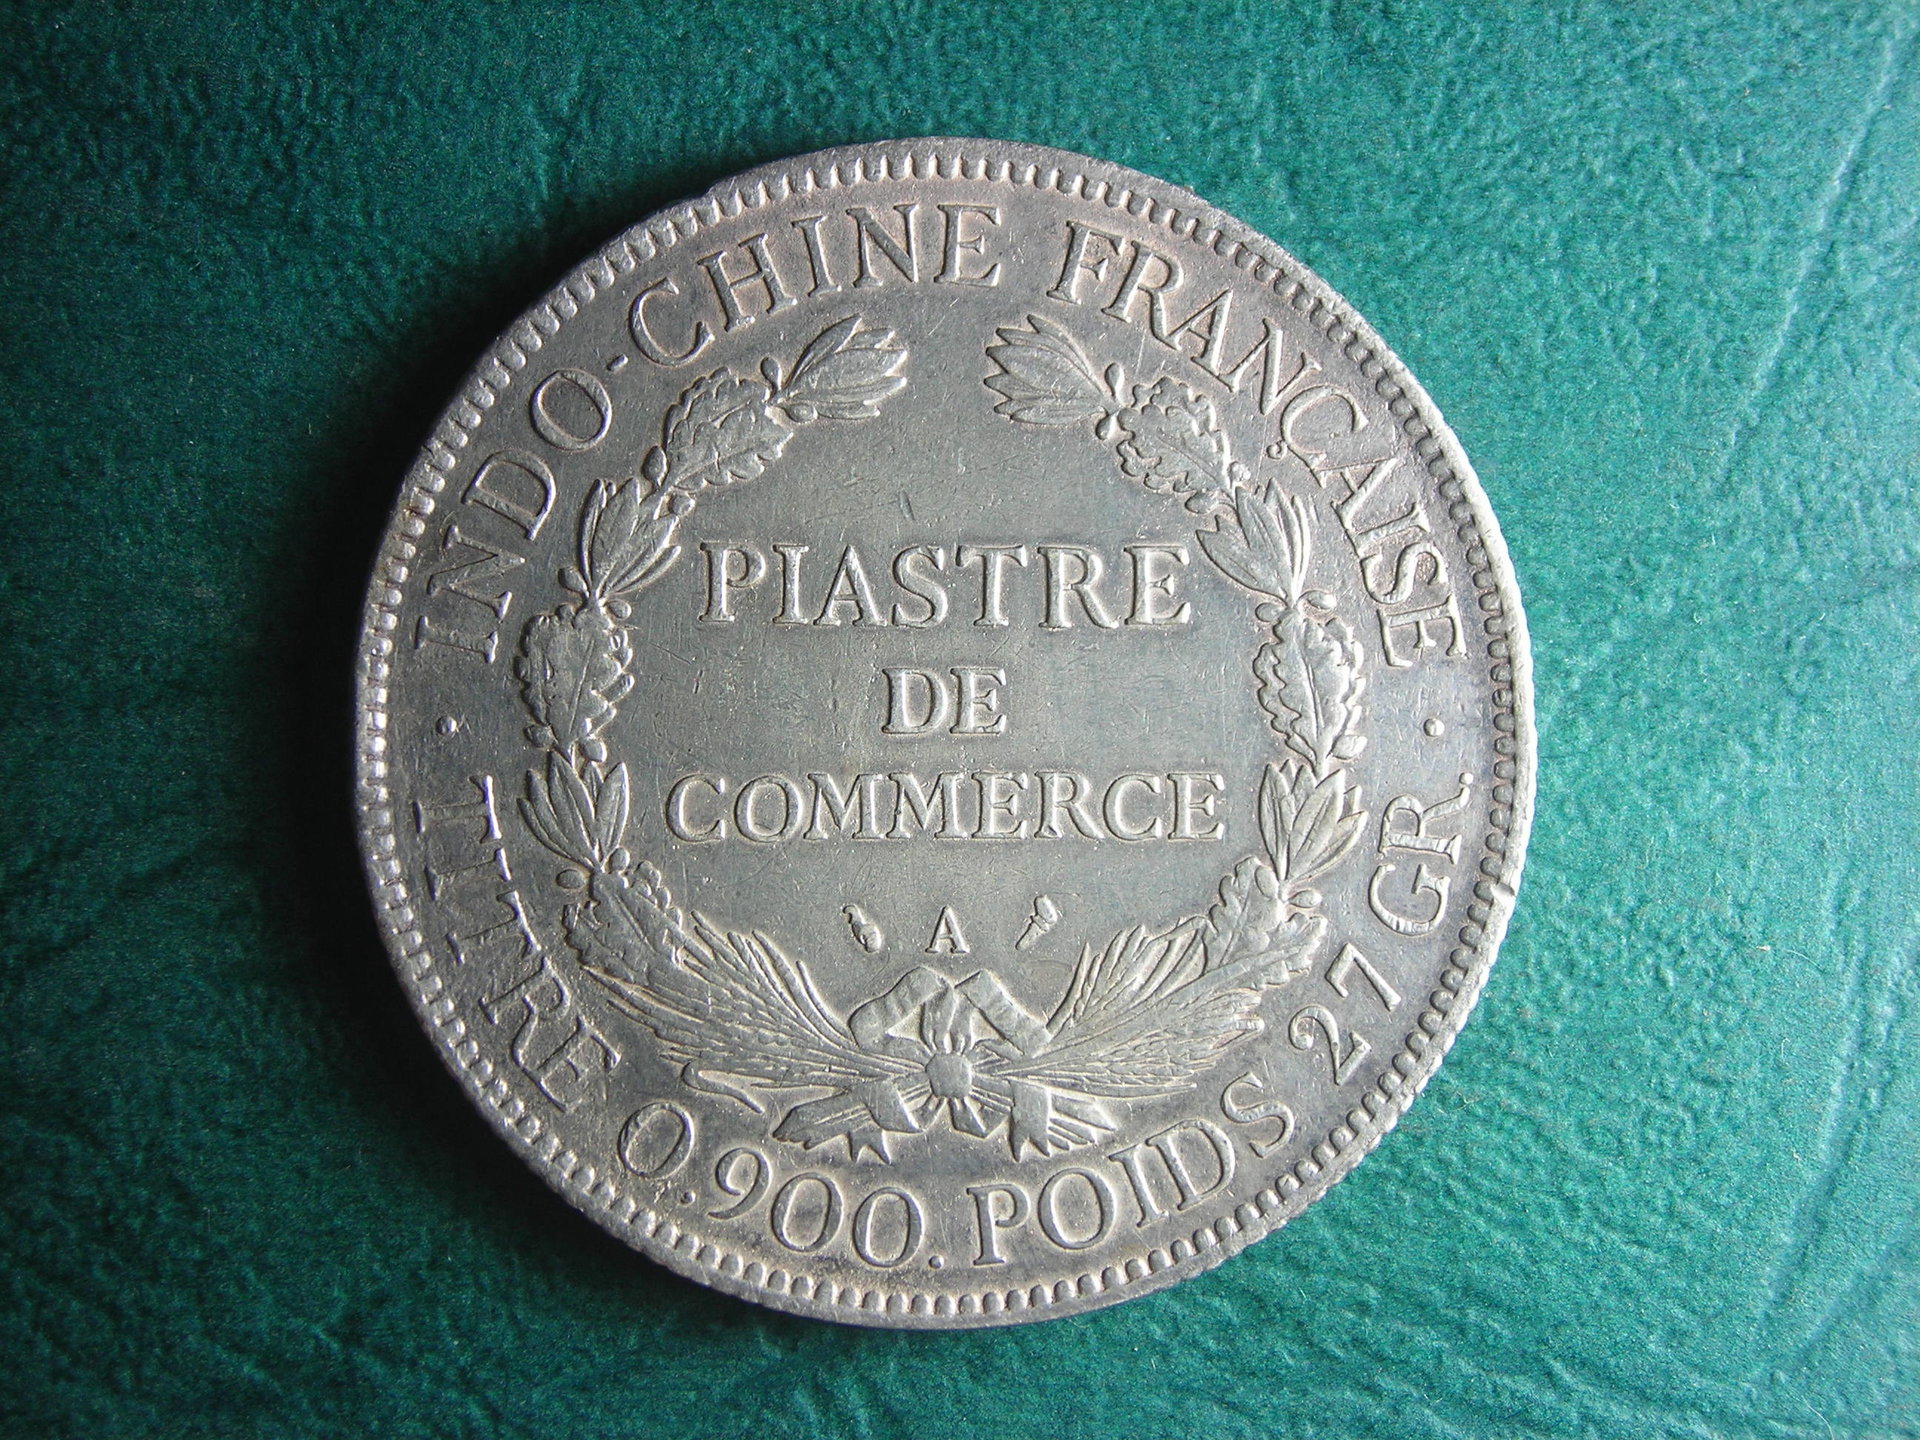 · INDO-CHINE FRANÇAISE ·
PIASTRE
DE
COMMERCE
A
TITRE 0,900. POIDS 27 GR.